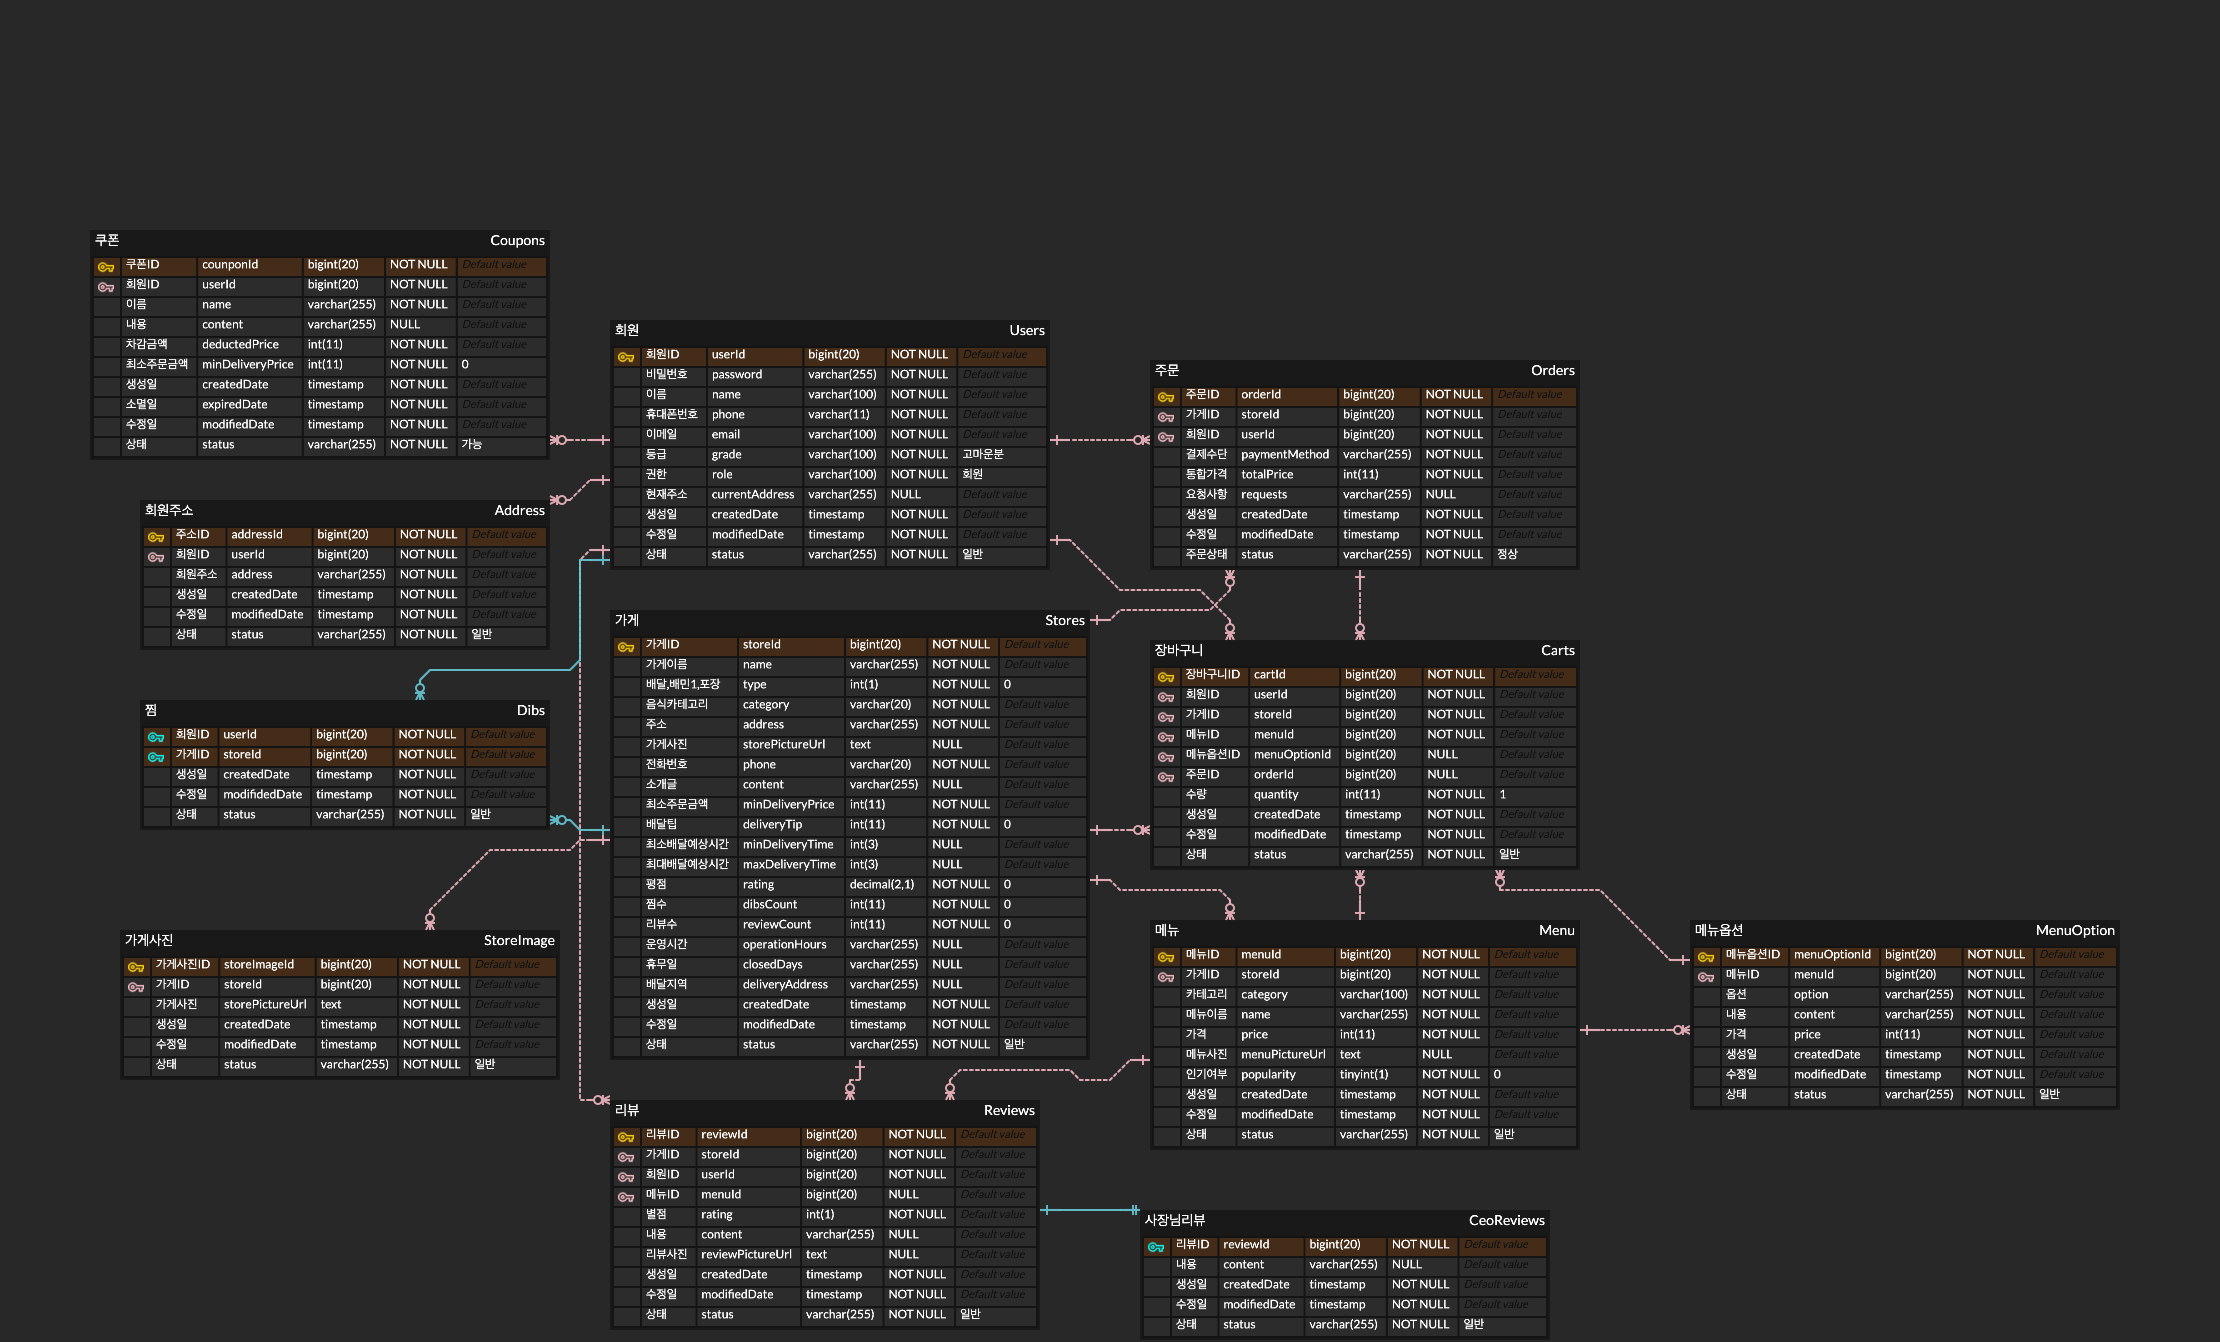 쿠폰 Coupons
쿠폰ID counponId bigint(20) NOT NULL Default value
회원ID userId bigint(20) NOT NULL Default value
이름 name varchar(255) NOT NULL Default value
내용 content varchar(255) NULL Default value
차감금액 deductedPrice int(11) NOT NULL Default value
최소주문금액 minDeliveryPrice int(11) NOT NULL 0
생성일 createdDate timestamp NOT NULL Default value
소멸일 expiredDate timestamp NOT NULL Default value
수정일 modifiedDate timestamp NOT NULL Default value
상태 status varchar(255) NOT NULL 가능
회원 Users
회원ID userId bigint(20) NOT NULL Default value
비밀번호 password varchar(255) NOT NULL Default value
이름 name varchar(100) NOT NULL Default value
휴대폰번호 phone varchar(11) NOT NULL Default value
이메일 email varchar(100) NOT NULL Default value
등급 grade varchar(100) NOT NULL 고마운분
권한 role varchar(100) NOT NULL 회원
현재주소 currentAddress varchar(255) NULL Default value
생성일 createdDate timestamp NOT NULL Default value
수정일 modifiedDate timestamp NOT NULL Default value
상태 status varchar(255) NOT NULL 일반
주문 Orders
주문ID orderId bigint(20) NOT NULL Default value
가게ID storeId bigint(20) NOT NULL Default value
회원ID userId bigint(20) NOT NULL Default value
결제수단 paymentMethod varchar(255) NOT NULL Default value
통합가격 totalPrice int(11) NOT NULL Default value
요청사항 requests varchar(255) NULL Default value
생성일 createdDate timestamp NOT NULL Default value
수정일 modifiedDate timestamp NOT NULL Default value
주문상태 status varchar(255) NOT NULL 정상
회원주소 Address
주소ID addressId bigint(20) NOT NULL Default value
회원ID userId bigint(20) NOT NULL Default value
회원주소 address varchar(255) NOT NULL Default value
생성일 createdDate timestamp NOT NULL Default value
수정일 modifiedDate timestamp NOT NULL Default value
상태 status varchar(255) NOT NULL 일반
찜 Dibs
회원ID userId bigint(20) NOT NULL Default value
가게ID storeId bigint(20) NOT NULL Default value
생성일 createdDate timestamp NOT NULL Default value
수정일 modifidedDate timestamp NOT NULL Default value
상태 status varchar(255) NOT NULL 일반
가게 Stores
가게ID storeId bigint(20) NOT NULL Default value
가게이름 name varchar(255) NOT NULL Default value
배달,배민1,포장 type int(1) NOT NULL 0
음식카테고리 category varchar(20) NOT NULL Default value
주소 address varchar(255) NOT NULL Default value
가게사진 storePictureUrl text NULL Default value
전화번호 phone varchar(20) NOT NULL Default value
소개글 content varchar(255) NULL Default value
최소주문금액 minDeliveryPrice int(11) NOT NULL Default value
배달팁 deliveryTip int(11) NOT NULL 0
최소배달예상시간 minDeliveryTime int(3) NULL Default value
최대배달예상시간 maxDeliveryTime int(3) NULL Default value
평점 rating decimal(2,1) NOT NULL 0
찜수 dibsCount int(11) NOT NULL 0
리뷰수 reviewCount int(11) NOT NULL 0
운영시간 operationHours varchar(255) NULL Default value
휴무일 closedDays varchar(255) NULL Default value
배달지역 deliveryAddress varchar(255) NULL Default value
생성일 createdDate timestamp NOT NULL Default value
수정일 modifiedDate timestamp NOT NULL Default value
상태 status varchar(255) NOT NULL 일반
장바구니 Carts
장바구니ID cartId bigint(20) NOT NULL Default value
회원ID userId bigint(20) NOT NULL Default value
가게ID storeId bigint(20) NOT NULL Default value
메뉴ID menuId bigint(20) NOT NULL Default value
메뉴옵션ID menuOptionId bigint(20) NULL Default value
주문ID orderId bigint(20) NULL Default value
수량 quantity int(11) NOT NULL 1
생성일 createdDate timestamp NOT NULL Default value
수정일 modifiedDate timestamp NOT NULL Default value
상태 status varchar(255) NOT NULL 일반
가게사진 StoreImage
가게사진ID storeImageId bigint(20) NOT NULL Default value
가게ID storeId bigint(20) NOT NULL Default value
가게사진 storePictureUrl text NOT NULL Default value
생성일 createdDate timestamp NOT NULL Default value
수정일 modifiedDate timestamp NOT NULL Default value
상태 status varchar(255) NOT NULL 일반
메뉴 Menu
메뉴ID menuId bigint(20) NOT NULL Default value
가게ID storeId bigint(20) NOT NULL Default value
카테고리 category varchar(100) NOT NULL Default value
메뉴이름 name varchar(255) NOT NULL Default value
가격 price int(11) NOT NULL Default value
메뉴사진 menuPictureUrl text NULL Default value
인기여부 popularity tinyint(1) NOT NULL 0
생성일 createdDate timestamp NOT NULL Default value
수정일 modifiedDate timestamp NOT NULL Default value
상태 status varchar(255) NOT NULL 일반
메뉴옵션 MenuOption
메뉴옵션ID menuOptionId bigint(20) NOT NULL Default value
메뉴ID menuId bigint(20) NOT NULL Default value
옵션 option varchar(255) NOT NULL Default value
내용 content varchar(255) NOT NULL Default value
가격 price int(11) NOT NULL Default value
생성일 createdDate timestamp NOT NULL Default value
수정일 modifiedDate timestamp NOT NULL Default value
상태 status varchar(255) NOT NULL 일반
리뷰 Reviews
리뷰ID reviewId bigint(20) NOT NULL Default value
가게ID storeId bigint(20) NOT NULL Default value
회원ID userId bigint(20) NOT NULL Default value
메뉴ID menuId bigint(20) NULL Default value
별점 rating int(1) NOT NULL Default value
내용 content varchar(255) NULL Default value
리뷰사진 reviewPictureUrl text NULL Default value
생성일 createdDate timestamp NOT NULL Default value
수정일 modifiedDate timestamp NOT NULL Default value
상태 status varchar(255) NOT NULL 일반
사장님리뷰 CeoReviews
리뷰ID reviewId bigint(20) NOT NULL Default value
내용 content varchar(255) NULL Default value
생성일 createdDate timestamp NOT NULL Default value
수정일 modifiedDate timestamp NOT NULL Default value
상태 status varchar(255) NOT NULL 일반